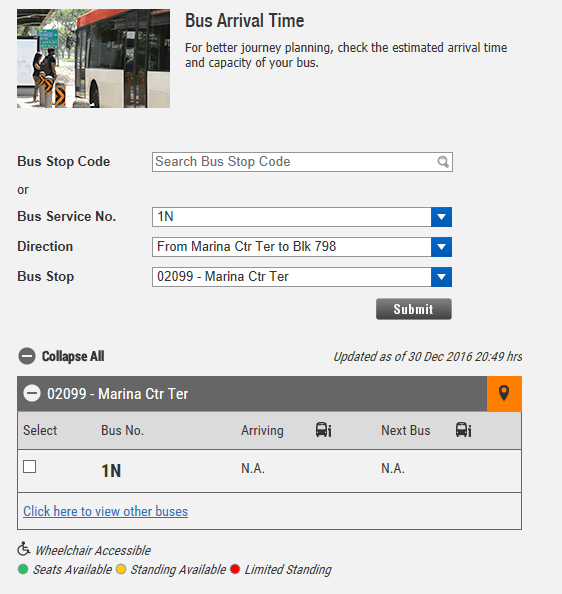 Bus Arrival Time
For better journey planning, check the estimated arrival time
and capacity of your bus.
Bus Stop Code Search Bus Stop Code
or
Bus Service No. 1N
Direction From Marina Ctr Ter to Blk 798
Bus Stop 02099 - Marina Ctr Ter
Submit
Collapse All Updated as of 30 Dec 2016 20:49 hrs
02099 - Marina Ctr Ter
Select Bus No. Arriving Next Bus
1N N.A. N.A.
Click here to view other buses
Wheelchair Accessible
Seats Available Standing Available Limited Standing